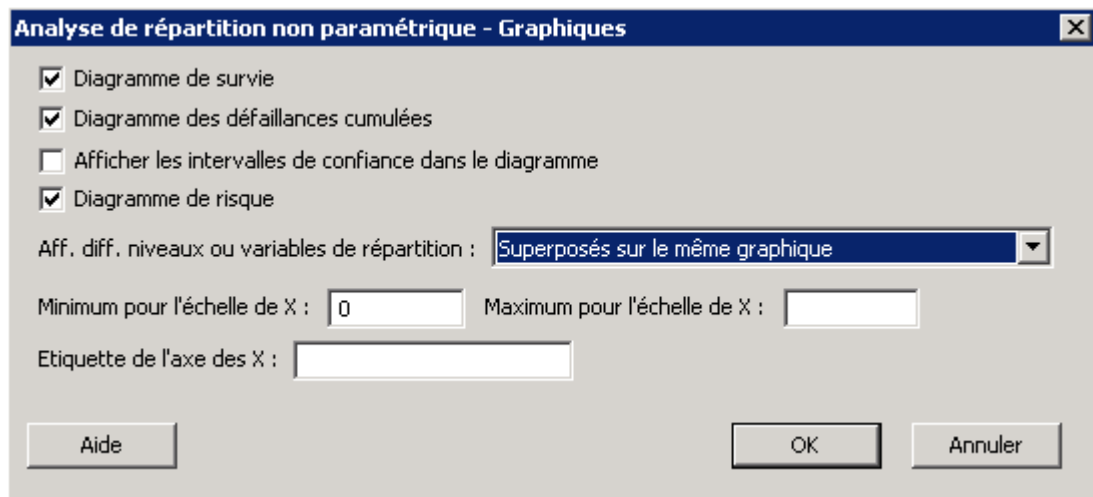 Analyse de répartition non paramétrique - Graphiques
Diagramme de survie
Diagramme des défaillances cumulées
Afficher les intervalles de confiance dans le diagramme
Diagramme de risque
Aff. diff. niveaux ou variables de répartition : Superposés sur le même graphique
Minimum pour l'échelle de X : 0 Maximum pour l'échelle de X :
Etiquette de l'axe des X :
Aide OK Annuler